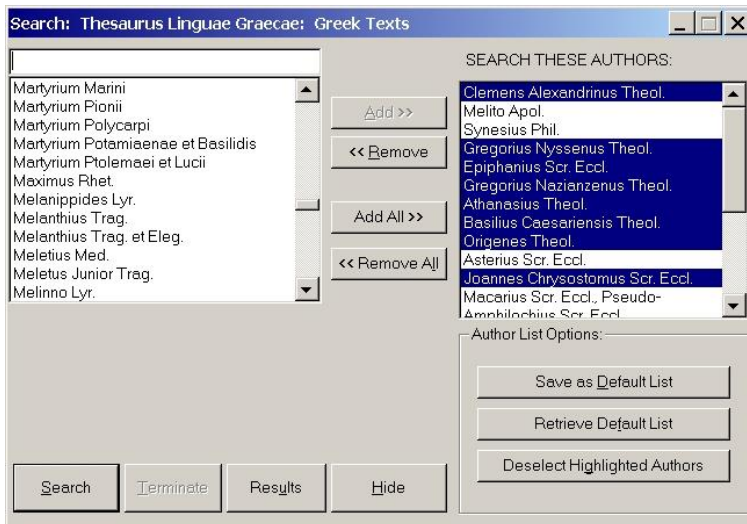 Search: Thesaurus Linguae Graecae: Greek Texts
Martyrium Marini
Martyrium Pionii
Martyrium Polycarpi
Martyrium Potamiaenae et Basilidis
Martyrium Ptolemaei et Lucii
Maximus Rhet.
Melanippides Lyr.
Melanthius Trag.
Melanthius Trag. et Eleg.
Meletius Med.
Meletus Junior Trag.
Melinno Lyr.
Add >>
<< Remove
Add All >>
<< Remove All
SEARCH THESE AUTHORS:
Clemens Alexandrinus Theol.
Melito Apol.
Synesius Phil.
Gregorius Nyssenus Theol.
Epiphanius Scr. Eccl.
Gregorius Nazianzenus Theol.
Athanasius Theol.
Basilius Caesariensis Theol.
Origenes Theol.
Asterius Scr. Eccl.
Joannes Chrysostomus Scr. Eccl.
Macarius Scr. Eccl., Pseudo-
Amphilochius Scr. Eccl.
Author List Options:
Save as Default List
Retrieve Default List
Deselect Highlighted Authors
Search
Terminate
Results
Hide